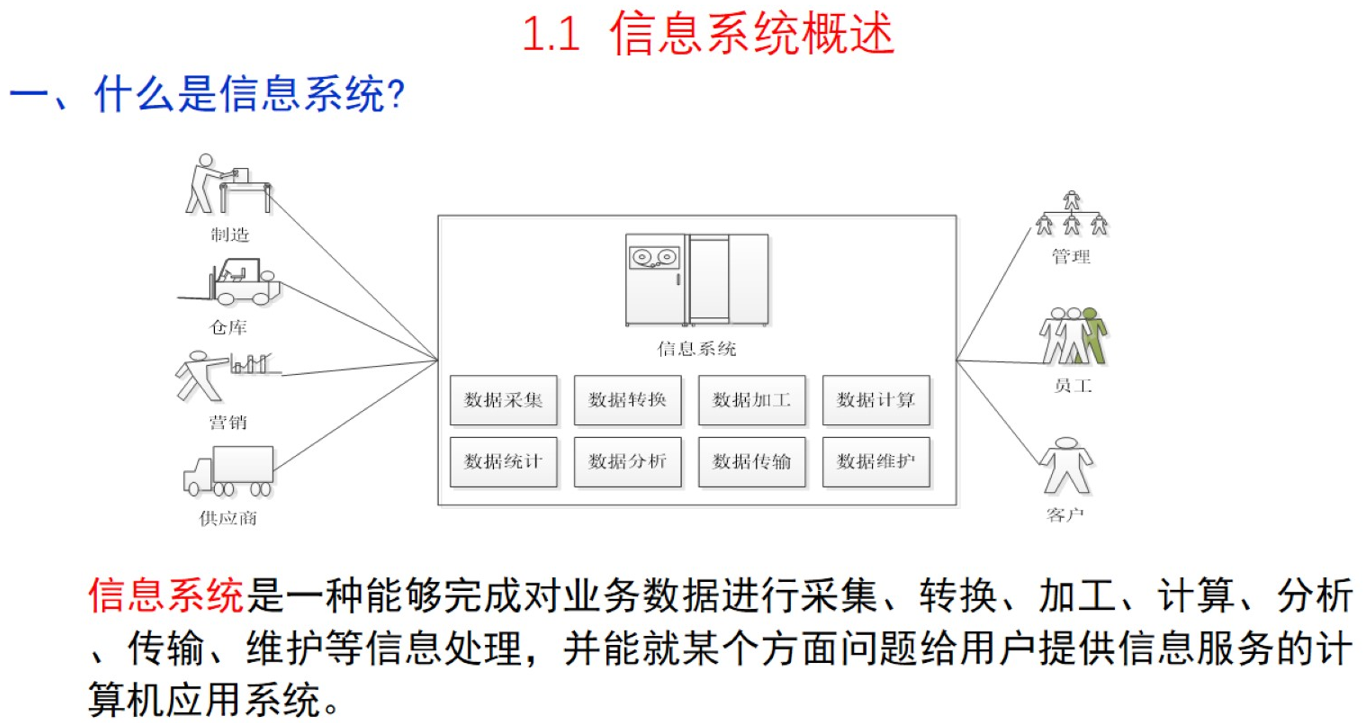 1.1 信息系统概述
一、什么是信息系统?
制造
仓库
营销
供应商
信息系统
数据采集 数据转换 数据加工 数据计算
数据统计 数据分析 数据传输 数据维护
管理
员工
客户
信息系统是一种能够完成对业务数据进行采集、转换、加工、计算、分析
、传输、维护等信息处理，并能就某个方面问题给用户提供信息服务的计
算机应用系统。